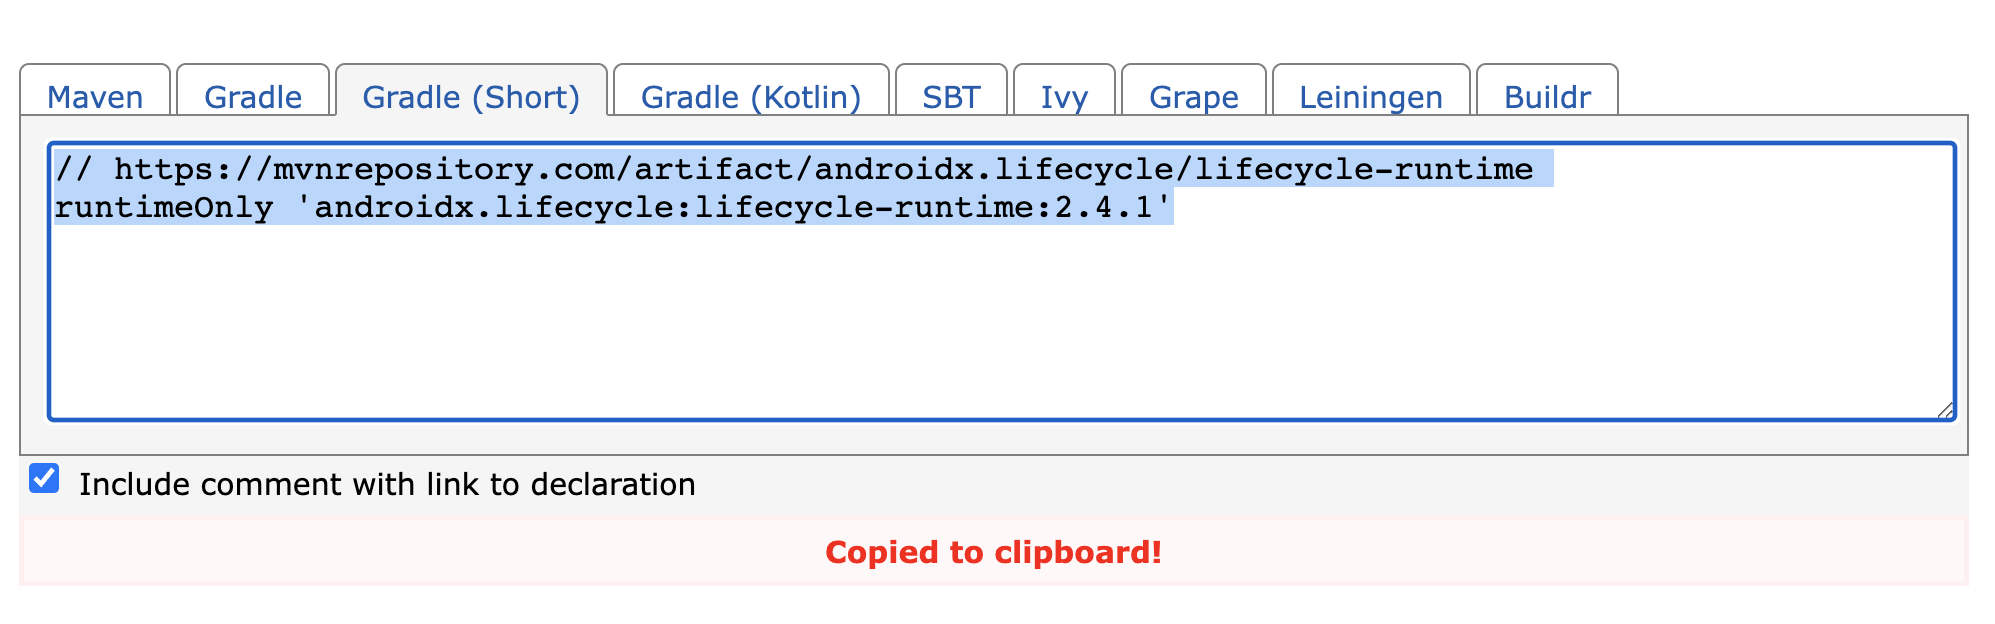 Maven Gradle Gradle (Short) Gradle (Kotlin) SBT Ivy Grape Leiningen Buildr
// https://mvnrepository.com/artifact/androidx.lifecycle/lifecycle-runtime
runtimeOnly 'androidx.lifecycle:lifecycle-runtime:2.4.1'
Include comment with link to declaration
Copied to clipboard!